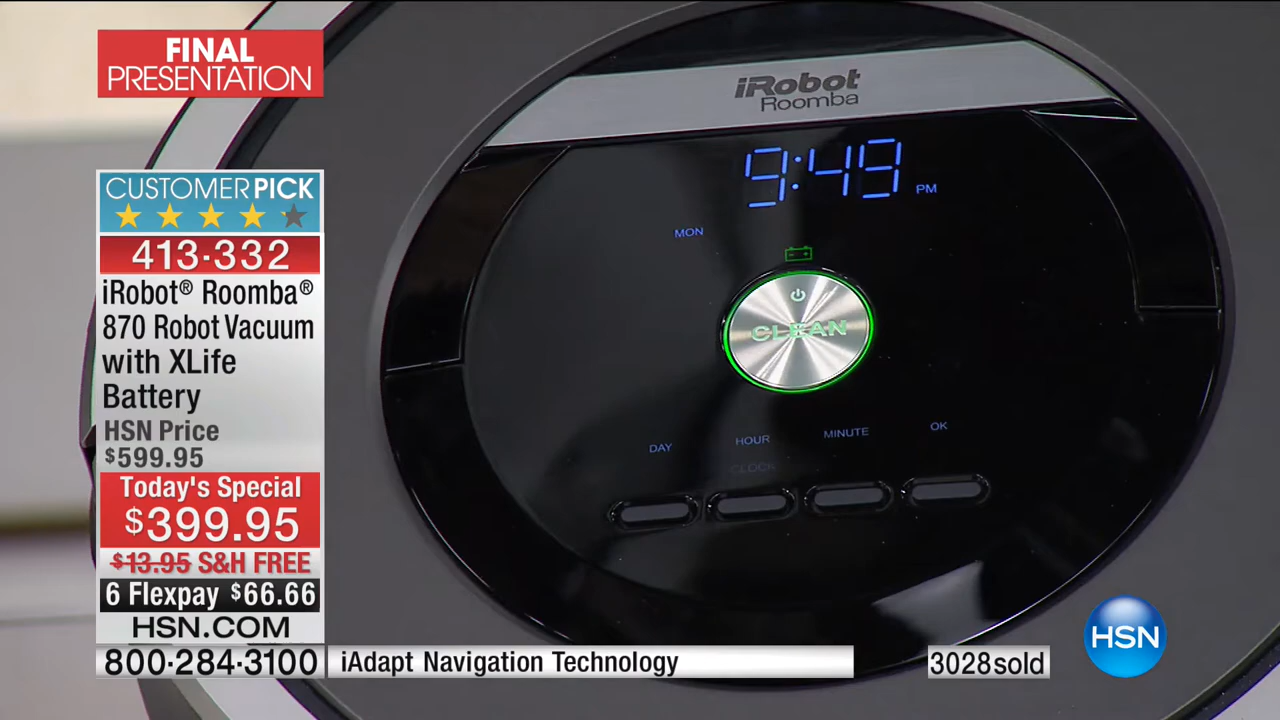 FINAL
PRESENTATION
CUSTOMER PICK
413·332
iRobot® Roomba®
870 Robot Vacuum
with XLife
Battery
HSN Price
$599.95
Today's Special
$399.95
$13.95 S&H FREE
6 Flexpay $66.66
HSN.COM
800·284·3100
iAdapt Navigation Technology
3028sold
HSN
iRobot
Roomba
9:49
PM
MON
CLEAN
DAY
HOUR
MINUTE
OK
CLOCK